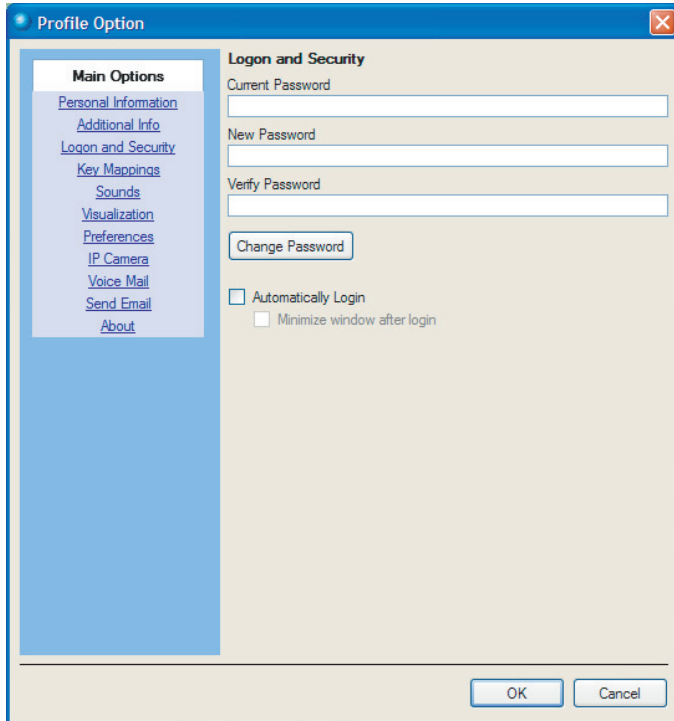 Profile Option
Main Options
Personal Information
Additional Info
Logon and Security
Key Mappings
Sounds
Visualization
Preferences
IP Camera
Voice Mail
Send Email
About
Logon and Security
Current Password
New Password
Verify Password
Change Password
Automatically Login
Minimize window after login
OK
Cancel